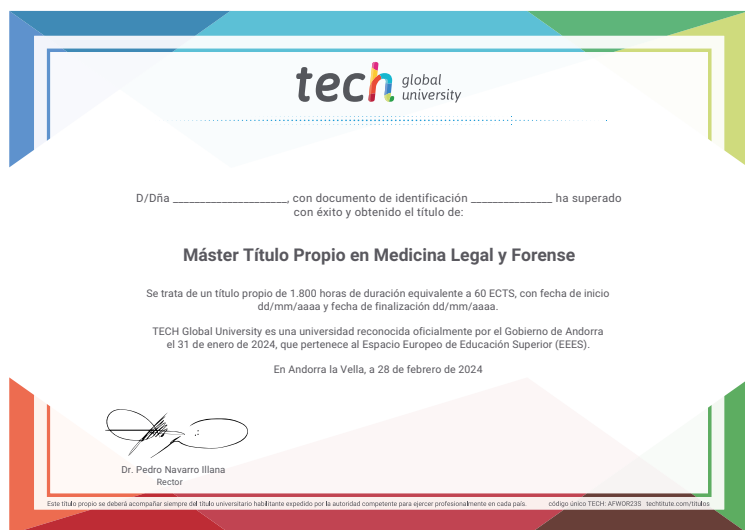 tech global
university
D/Dña ______________________, con documento de identificación ________________ ha superado
con éxito y obtenido el título de:
Máster Título Propio en Medicina Legal y Forense
Se trata de un título propio de 1.800 horas de duración equivalente a 60 ECTS, con fecha de inicio
dd/mm/aaaa y fecha de finalización dd/mm/aaaa.
TECH Global University es una universidad reconocida oficialmente por el Gobierno de Andorra
el 31 de enero de 2024, que pertenece al Espacio Europeo de Educación Superior (EEES).
En Andorra la Vella, a 28 de febrero de 2024
Dr. Pedro Navarro Illana
Rector
Este título propio se deberá acompañar siempre del título universitario habilitante expedido por la autoridad competente para ejercer profesionalmente en cada país. código único TECH: AFWOR23S techtitute.com/titulos